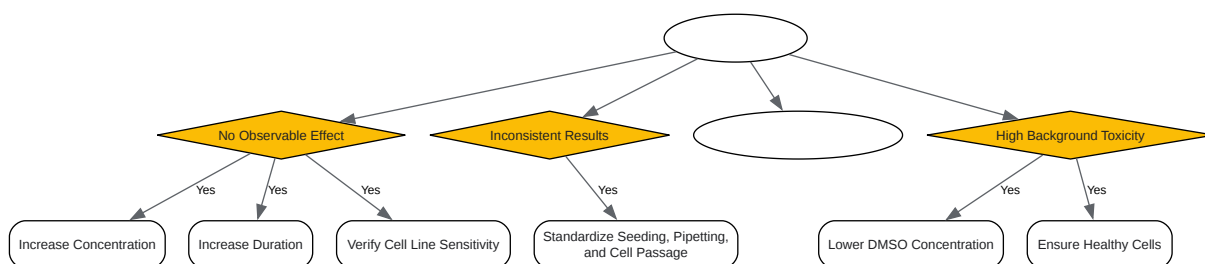 No Observable Effect
Inconsistent Results
High Background Toxicity
Yes
Yes
Yes
Yes
Yes
Yes
Increase Concentration
Increase Duration
Verify Cell Line Sensitivity
Standardize Seeding, Pipetting,
and Cell Passage
Lower DMSO Concentration
Ensure Healthy Cells